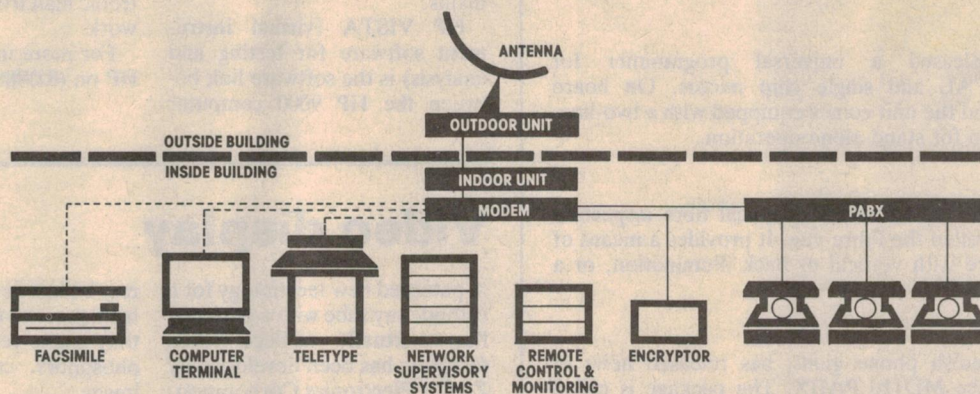 ANTENNA
OUTDOOR UNIT
OUTSIDE BUILDING
INSIDE BUILDING
INDOOR UNIT
MODEM
PABX
FACSIMILE
COMPUTER
TERMINAL
TELETYPE
NETWORK
SUPERVISORY
SYSTEMS
REMOTE
CONTROL &
MONITORING
ENCRYPTOR